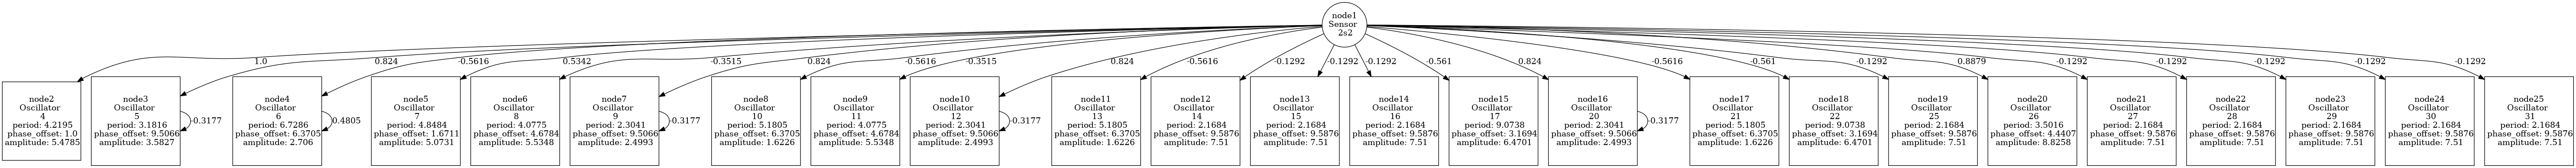 node1
Sensor
2s2
1.0
0.824
-0.5616
0.5342
-0.3515
0.824
-0.5616
-0.3515
0.824
-0.5616
-0.1292
-0.1292
-0.1292
-0.561
0.824
-0.5616
-0.561
-0.1292
0.8879
-0.1292
-0.1292
-0.1292
-0.1292
-0.1292
node2
Oscillator
4
period: 4.2195
phase_offset: 1.0
amplitude: 5.4785
node3
Oscillator
5
period: 3.1816
phase_offset: 9.5066
amplitude: 3.5827
-0.3177
node4
Oscillator
6
period: 6.7286
phase_offset: 6.3705
amplitude: 2.706
0.4805
node5
Oscillator
7
period: 4.8484
phase_offset: 1.6711
amplitude: 5.0731
node6
Oscillator
8
period: 4.0775
phase_offset: 4.6784
amplitude: 5.5348
node7
Oscillator
9
period: 2.3041
phase_offset: 9.5066
amplitude: 2.4993
-0.3177
node8
Oscillator
10
period: 5.1805
phase_offset: 6.3705
amplitude: 1.6226
node9
Oscillator
11
period: 4.0775
phase_offset: 4.6784
amplitude: 5.5348
node10
Oscillator
12
period: 2.3041
phase_offset: 9.5066
amplitude: 2.4993
-0.3177
node11
Oscillator
13
period: 5.1805
phase_offset: 6.3705
amplitude: 1.6226
node12
Oscillator
14
period: 2.1684
phase_offset: 9.5876
amplitude: 7.51
node13
Oscillator
15
period: 2.1684
phase_offset: 9.5876
amplitude: 7.51
node14
Oscillator
16
period: 2.1684
phase_offset: 9.5876
amplitude: 7.51
node15
Oscillator
17
period: 9.0738
phase_offset: 3.1694
amplitude: 6.4701
node16
Oscillator
20
period: 2.3041
phase_offset: 9.5066
amplitude: 2.4993
-0.3177
node17
Oscillator
21
period: 5.1805
phase_offset: 6.3705
amplitude: 1.6226
node18
Oscillator
22
period: 9.0738
phase_offset: 3.1694
amplitude: 6.4701
node19
Oscillator
25
period: 2.1684
phase_offset: 9.5876
amplitude: 7.51
node20
Oscillator
26
period: 3.5016
phase_offset: 4.4407
amplitude: 8.8258
node21
Oscillator
27
period: 2.1684
phase_offset: 9.5876
amplitude: 7.51
node22
Oscillator
28
period: 2.1684
phase_offset: 9.5876
amplitude: 7.51
node23
Oscillator
29
period: 2.1684
phase_offset: 9.5876
amplitude: 7.51
node24
Oscillator
30
period: 2.1684
phase_offset: 9.5876
amplitude: 7.51
node25
Oscillator
31
period: 2.1684
phase_offset: 9.5876
amplitude: 7.51